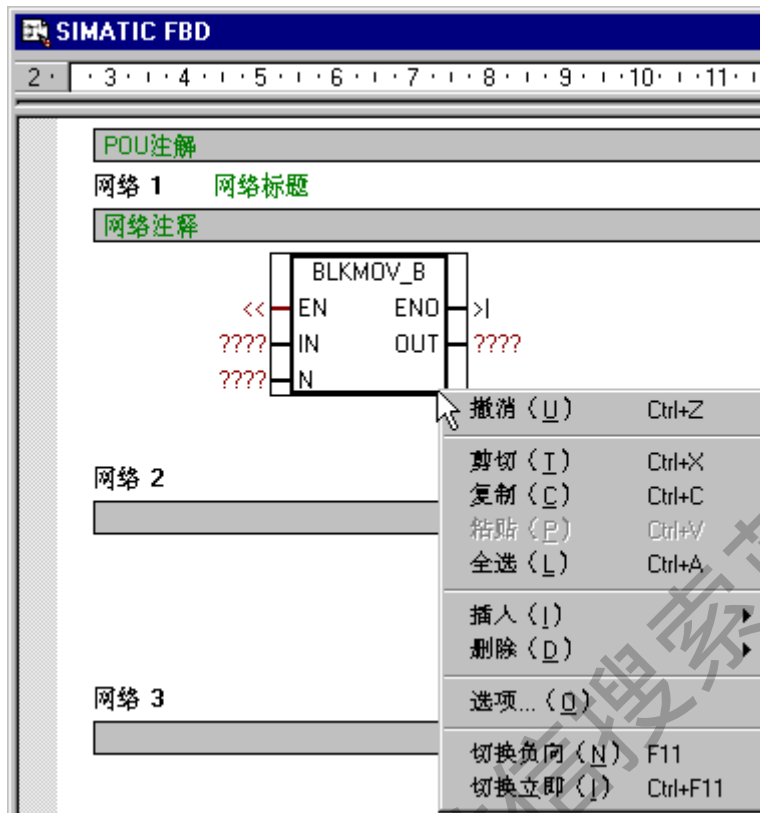 SIMATIC FBD
2 · · 3 · ı · 4 · ı · 5 · ı · 6 · ı · 7 · ı · 8 · ı · 9 · ı · 10 · ı · 11 · ı
POU注解
网络 1 网络标题
网络注释
BLKMOV_B
<< EN ENO >|
???? IN OUT ????
???? N
撤消（U） Ctrl+Z
剪切（T） Ctrl+X
网络 2
复制（C） Ctrl+C
粘贴（P） Ctrl+V
全选（L） Ctrl+A
插入（I）
删除（D）
网络 3
选项...（O）
切换负向（N） F11
切换立即（I） Ctrl+F11
信搜索